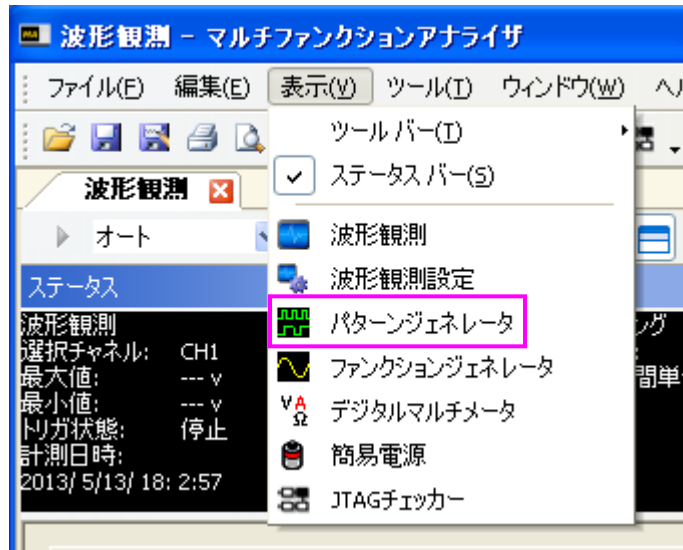 波形観測 - マルチファンクションアナライザ
ファイル(F) 編集(E) 表示(V) ツール(T) ウィンドウ(W)
ツール バー(T)
ステータス バー(S)
波形観測
オート
波形観測
波形観測設定
パターンジェネレータ
ファンクションジェネレータ
デジタルマルチメータ
簡易電源
JTAGチェッカー
ステータス
波形観測
選択チャネル: CH1
最大値: --- v
最小値: --- v
トリガ状態: 停止
計測日時:
2013/ 5/13/ 18: 2:57